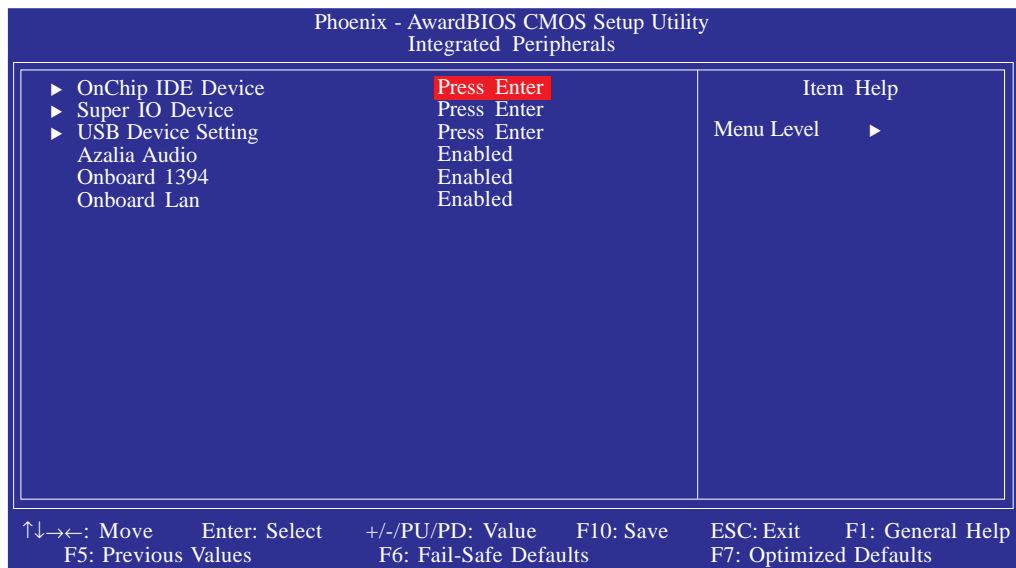 Phoenix - AwardBIOS CMOS Setup Utility
Integrated Peripherals
► OnChip IDE Device Press Enter
► Super IO Device Press Enter
► USB Device Setting Press Enter
Azalia Audio Enabled
Onboard 1394 Enabled
Onboard Lan Enabled
Item Help
Menu Level ►
↑↓→←: Move Enter: Select +/-/PU/PD: Value F10: Save ESC: Exit F1: General Help
F5: Previous Values F6: Fail-Safe Defaults F7: Optimized Defaults